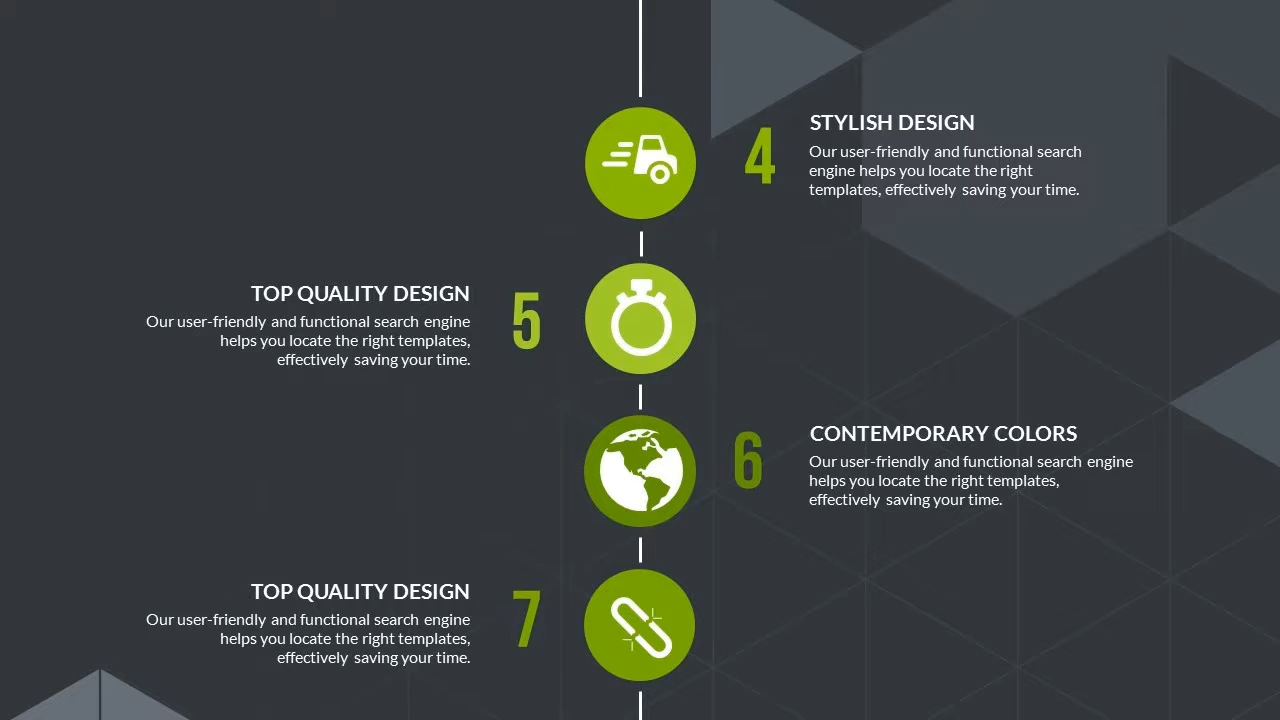 4
STYLISH DESIGN
Our user-friendly and functional search
engine helps you locate the right
templates, effectively saving your time.
TOP QUALITY DESIGN
Our user-friendly and functional search engine
helps you locate the right templates,
effectively saving your time.
5
6
CONTEMPORARY COLORS
Our user-friendly and functional search engine
helps you locate the right templates,
effectively saving your time.
TOP QUALITY DESIGN
Our user-friendly and functional search engine
helps you locate the right templates,
effectively saving your time.
7